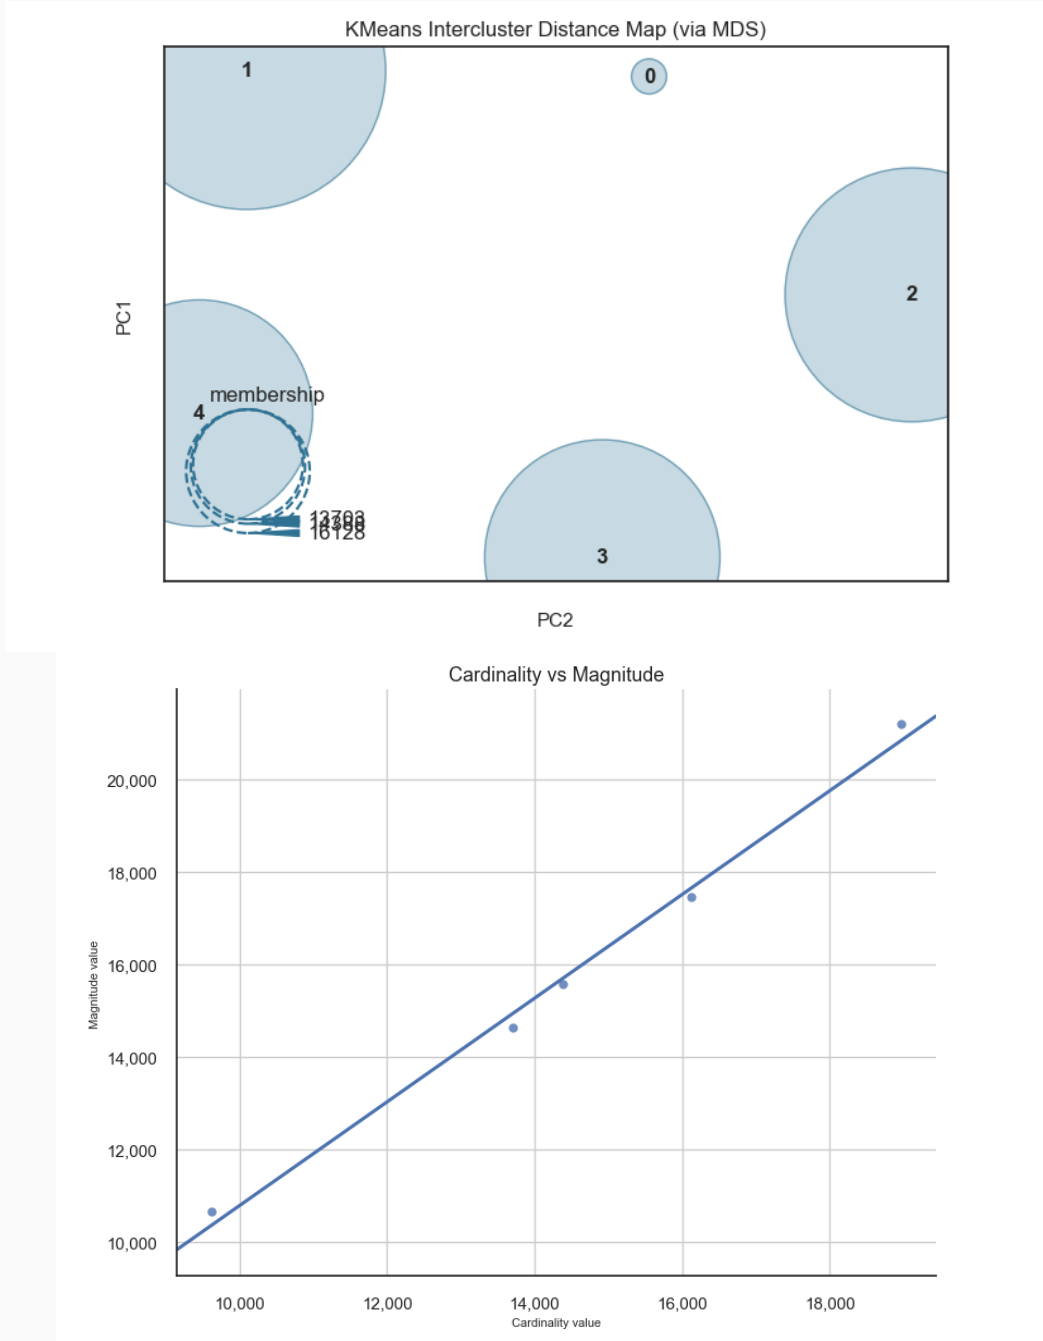 KMeans Intercluster Distance Map (via MDS)
1
0
2
PC1
membership
4
13703
16128
3
PC2
Cardinality vs Magnitude
20,000
18,000
16,000
Magnitude value
14,000
12,000
10,000
10,000 12,000 14,000 16,000 18,000
Cardinality value